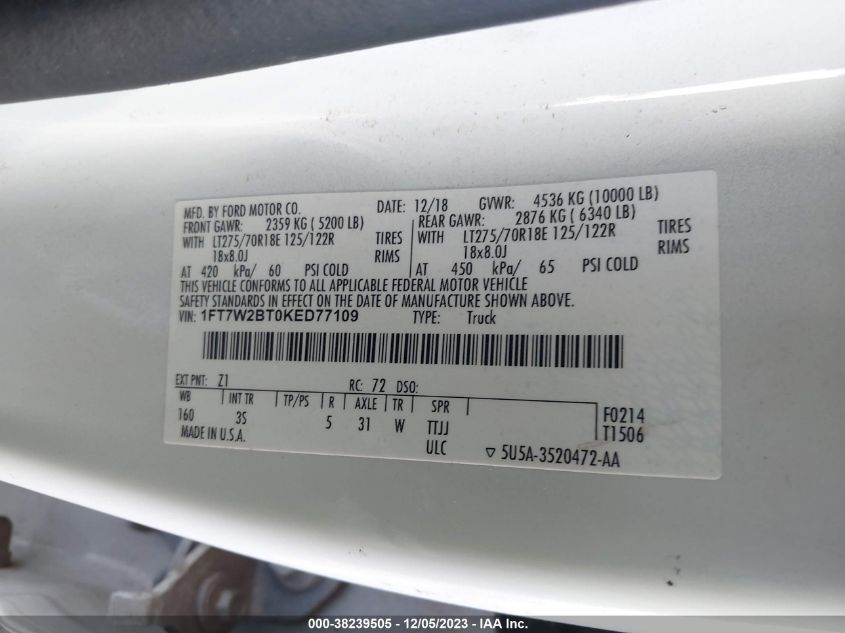 MFD. BY FORD MOTOR CO. DATE: 12/18 GVWR: 4536 KG (10000 LB)
FRONT GAWR: 2359 KG ( 5200 LB) REAR GAWR: 2876 KG ( 6340 LB)
WITH LT275/70R18E 125/122R TIRES WITH LT275/70R18E 125/122R TIRES
18x8.0J RIMS 18x8.0J RIMS
AT 420 kPa/ 60 PSI COLD AT 450 kPa/ 65 PSI COLD
THIS VEHICLE CONFORMS TO ALL APPLICABLE FEDERAL MOTOR VEHICLE
SAFETY STANDARDS IN EFFECT ON THE DATE OF MANUFACTURE SHOWN ABOVE.
VIN: 1FT7W2BT0KED77109 TYPE: Truck
EXT PNT: Z1 RC: 72 DSO:
WB INT TR TP/PS R AXLE TR SPR
160 3S 5 31 W TTJJ F0214
MADE IN U.S.A. ULC T1506
▽ 5U5A-3520472-AA
000-38239505 - 12/05/2023 - IAA Inc.